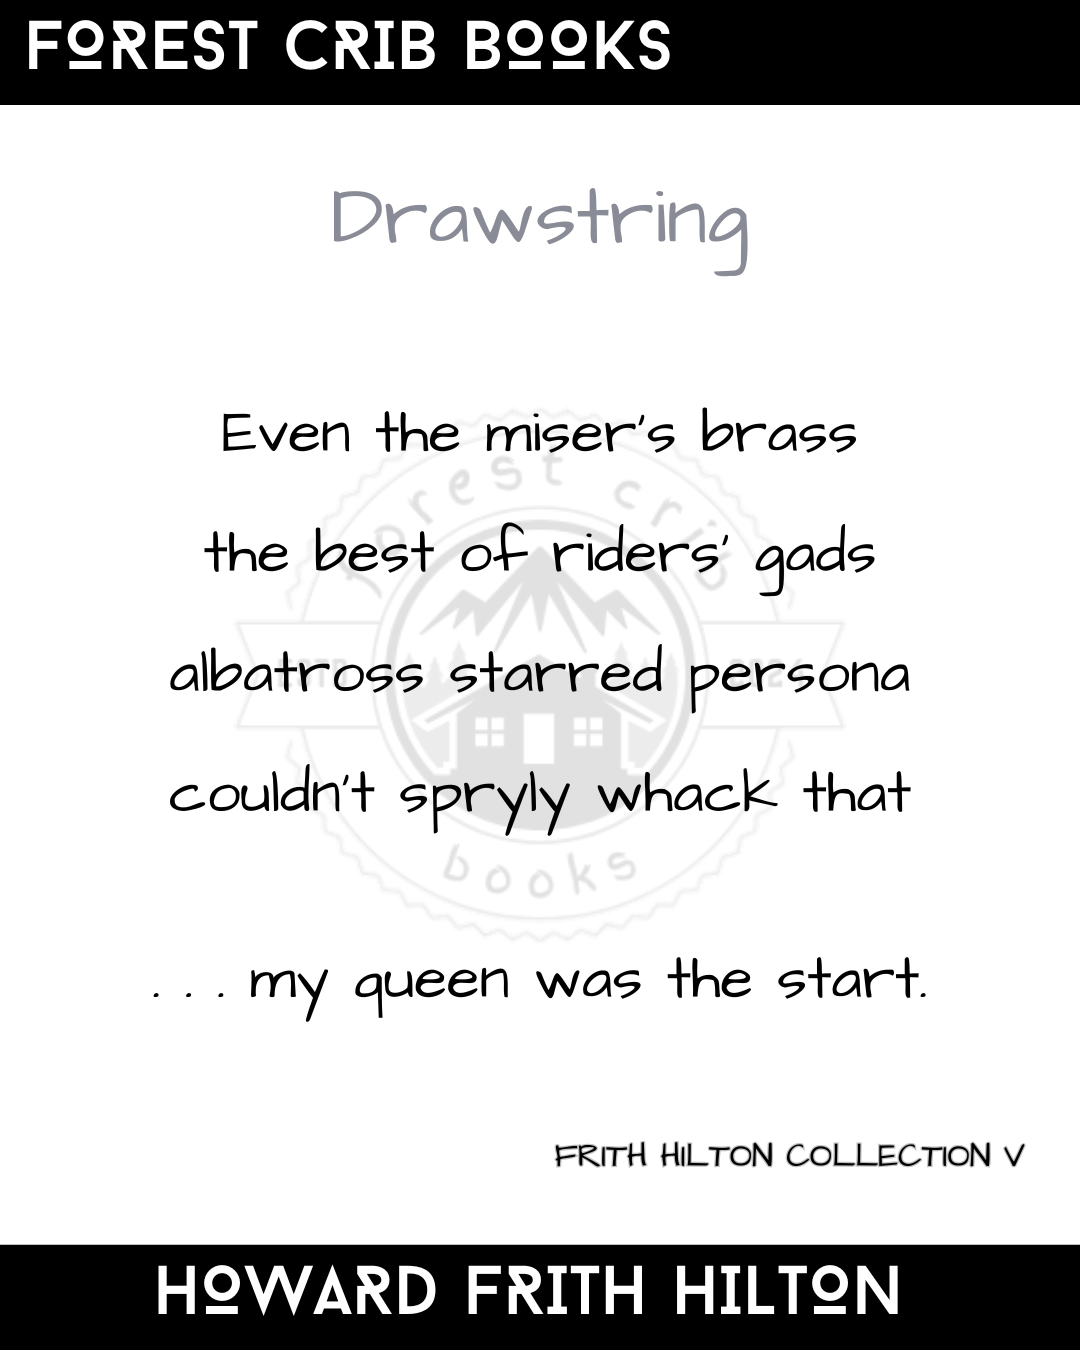 FOREST CRIB BOOKS
Drawstring
Even the miser's brass
the best of riders' gads
albatross starred persona
couldn't spryly whack that
. . . my queen was the start.
FRITH HILTON COLLECTION V
HOWARD FRITH HILTON
forest crib
books